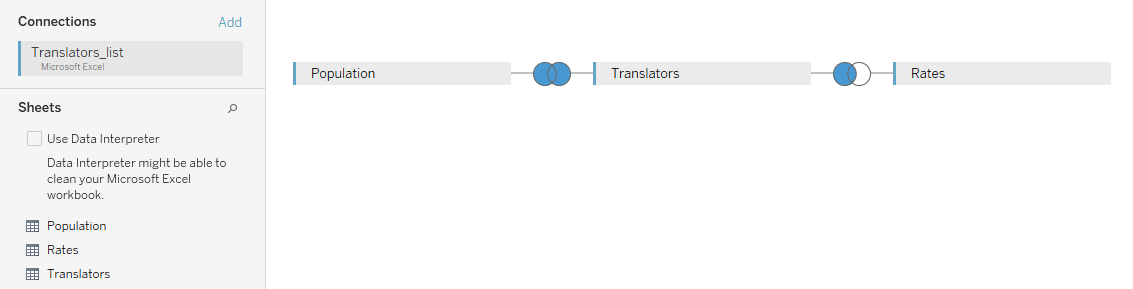 Connections Add
Translators_list
Microsoft Excel
Population Translators Rates
Sheets
Use Data Interpreter
Data Interpreter might be able to
clean your Microsoft Excel
workbook.
Population
Rates
Translators